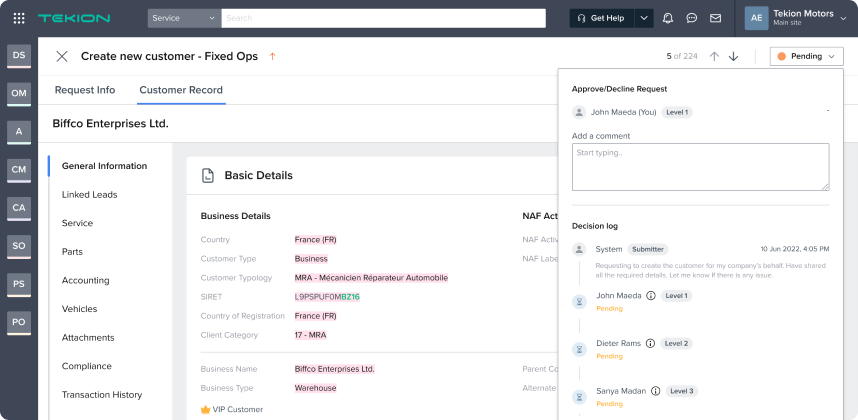 TEKION
Service
Search
Get Help
AE
Tekion Motors
Main site
DS
OM
A
CM
CA
SO
PS
PO
Create new customer - Fixed Ops
5 of 224
Pending
Request Info
Customer Record
Biffco Enterprises Ltd.
General Information
Linked Leads
Service
Parts
Accounting
Vehicles
Attachments
Compliance
Transaction History
Basic Details
Business Details
Country France (FR)
Customer Type Business
Customer Typology MRA - Mécanicien Réparateur Automobile
SIRET L9PSPUF0MBZ16
Country of Registration France (FR)
Client Category 17 - MRA
Business Name Biffco Enterprises Ltd.
Business Type Warehouse
VIP Customer
NAF Act
NAF Activ
NAF Labe
Parent Co
Alternate
Approve/Decline Request
John Maeda (You) Level 1 -
Add a comment
Start typing..
Decision log
System Submitter 10 Jun 2022, 4:05 PM
Requesting to create the customer for my company's behalf. Have shared
all the required details. Let me know if there is any issue.
John Maeda Level 1
Pending
Dieter Rams Level 2
Pending
Sanya Madan Level 3
Pending